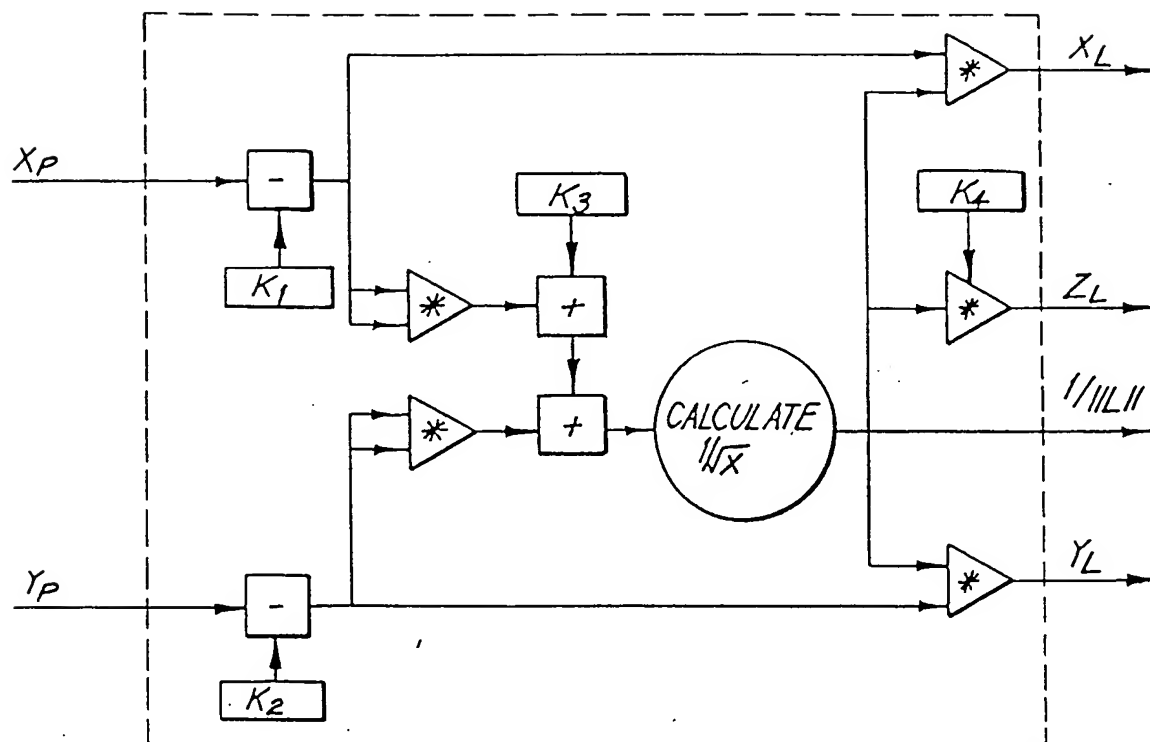 *
X_L
X_P
-
K_3
K_4
K_1
*
+
*
Z_L
*
+
CALCULATE
1/√X
1/||L||
Y_P
-
*
Y_L
K_2